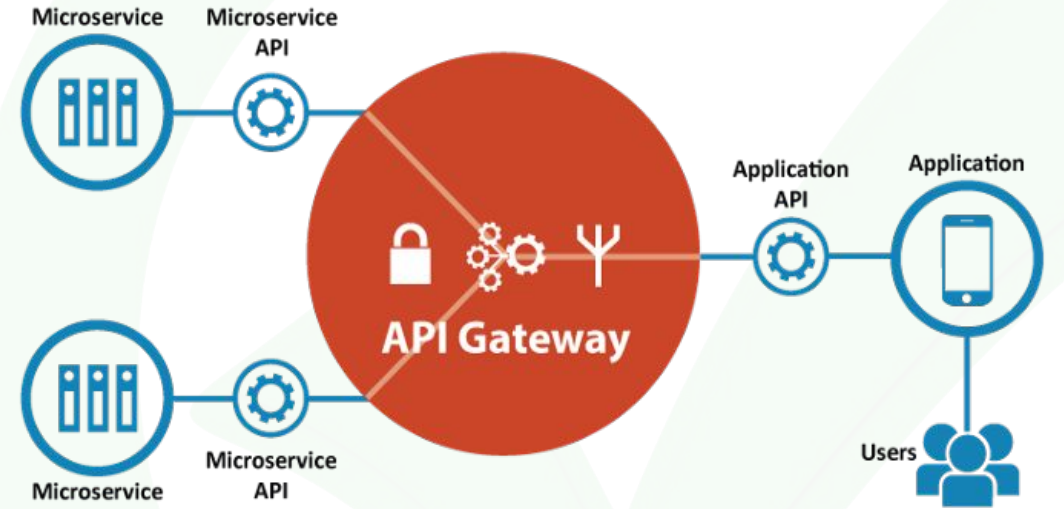 Microservice
Microservice
API
Application
API
Application
API Gateway
Users
Microservice
API
Microservice